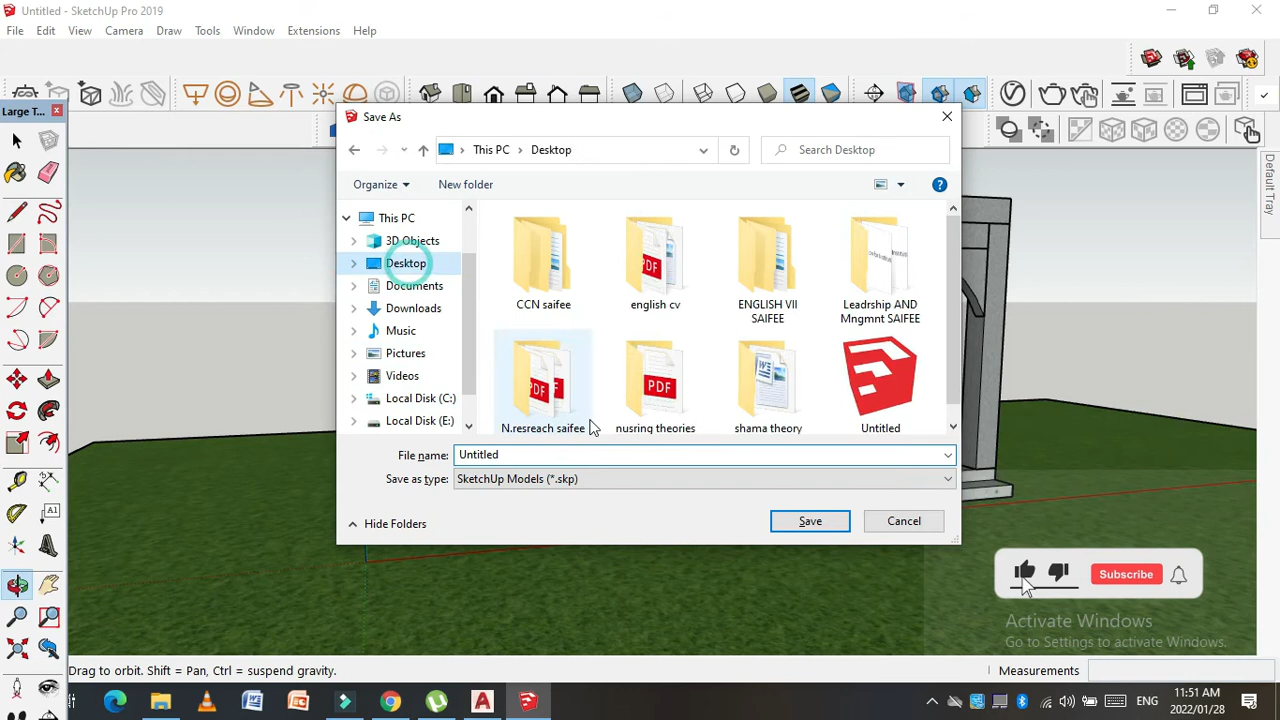 Untitled - SketchUp Pro 2019
File Edit View Camera Draw Tools Window Extensions Help
Large T...
Save As
This PC > Desktop
Search Desktop
Organize New folder
This PC
3D Objects
Desktop
Documents
Downloads
Music
Pictures
Videos
Local Disk (C:)
Local Disk (E:)
CCN saifee
english cv
ENGLISH VII
SAIFEE
Leadrship AND
Mngmnt SAIFEE
PDF
N.resreach saifee
nusring theories
shama theory
Untitled
File name: Untitled
Save as type: SketchUp Models (*.skp)
Hide Folders
Save Cancel
Default Tray
Subscribe
Activate Windows
Go to Settings to activate Windows.
Drag to orbit. Shift = Pan, Ctrl = suspend gravity.
Measurements
ENG
11:51 AM
2022/01/28